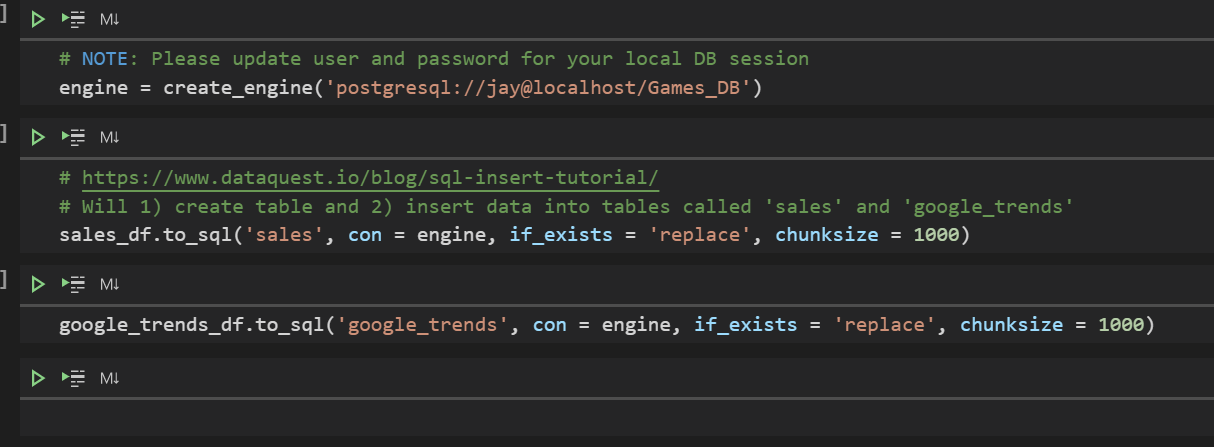 ]
M↓
# NOTE: Please update user and password for your local DB session
engine = create_engine('postgresql://jay@localhost/Games_DB')
]
M↓
# https://www.dataquest.io/blog/sql-insert-tutorial/
# Will 1) create table and 2) insert data into tables called 'sales' and 'google_trends'
sales_df.to_sql('sales', con = engine, if_exists = 'replace', chunksize = 1000)
]
M↓
google_trends_df.to_sql('google_trends', con = engine, if_exists = 'replace', chunksize = 1000)
M↓